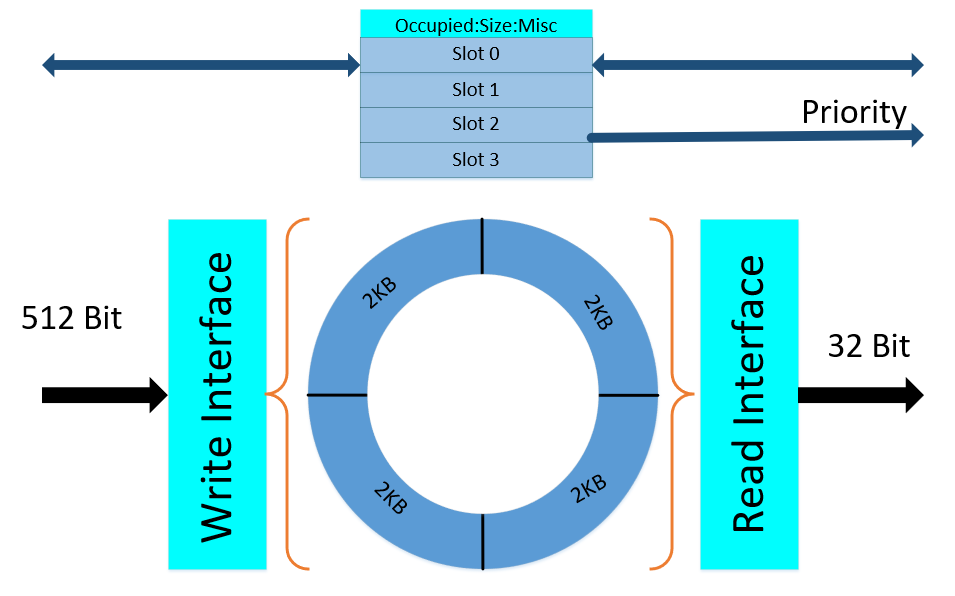 Occupied:Size:Misc
Slot 0
Slot 1
Priority
Slot 2
Slot 3
Write Interface
2KB
2KB
Read Interface
512 Bit
32 Bit
2KB
2KB